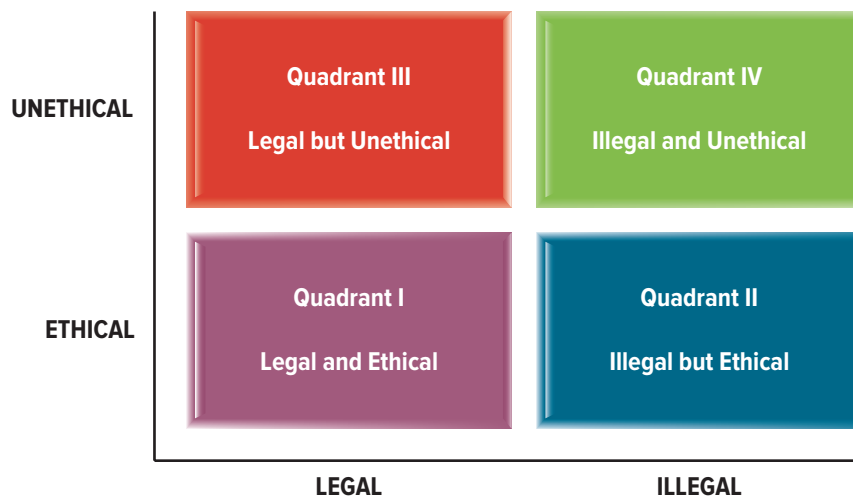 UNETHICAL
Quadrant III
Legal but Unethical
Quadrant IV
Illegal and Unethical
ETHICAL
Quadrant I
Legal and Ethical
Quadrant II
Illegal but Ethical
LEGAL
ILLEGAL